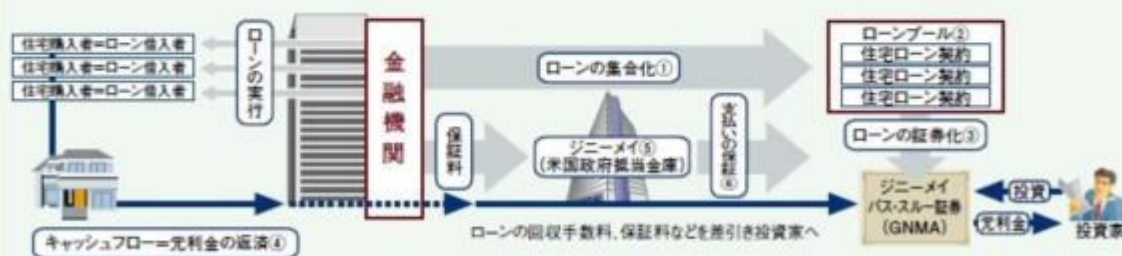 住宅購入者=ローン借入者
住宅購入者=ローン借入者
住宅購入者=ローン借入者
ローンの実行
金融機関
ローンの集合化①
ローンプール②
住宅ローン契約
住宅ローン契約
住宅ローン契約
ローンの証券化③
保証料
ジニーメイ⑤
(米国政府抵当金庫)
支払いの保証⑥
ジニーメイ
パス・スルー証券
(GNMA)
投資
元利金
投資家
キャッシュフロー=元利金の返済④
ローンの回収手数料、保証料などを差引き投資家へ